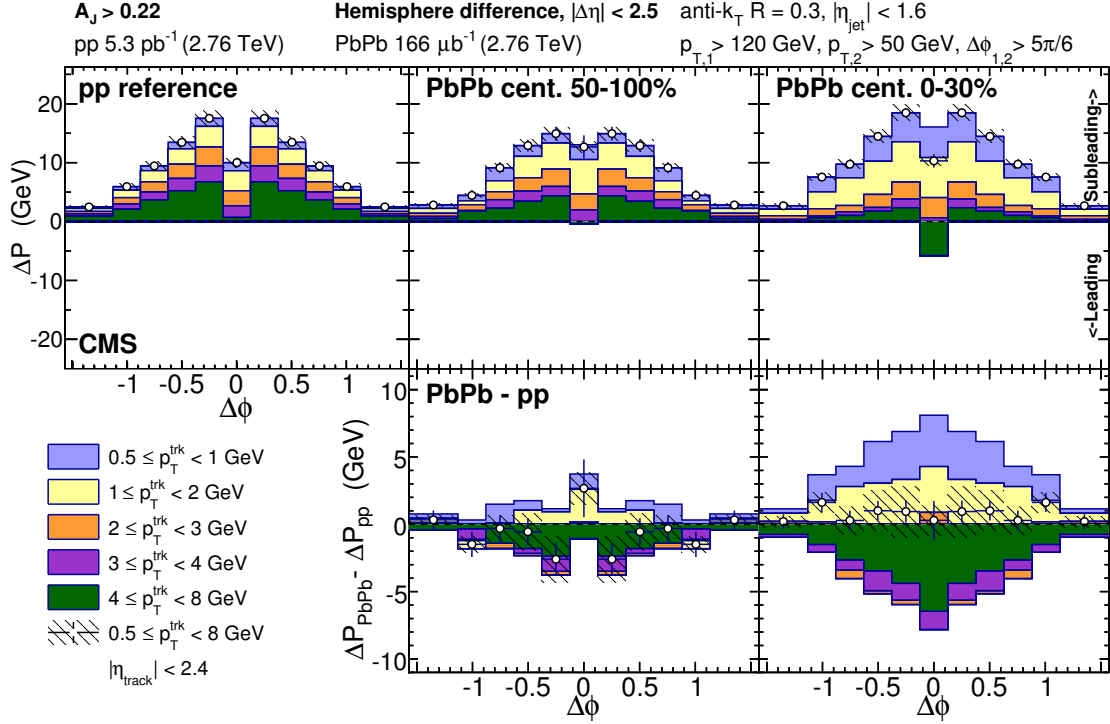 A_J > 0.22 Hemisphere difference, |Δη| < 2.5 anti-k_T R = 0.3, |η_jet| < 1.6
pp 5.3 pb⁻¹ (2.76 TeV) PbPb 166 μb⁻¹ (2.76 TeV) p_T,1 > 120 GeV, p_T,2 > 50 GeV, Δϕ_1,2 > 5π/6
pp reference
PbPb cent. 50-100%
PbPb cent. 0-30%
20
10
0
-10
-20
ΔP (GeV)
Subleading->
<-Leading
CMS
-1 -0.5 0 0.5 1
Δϕ
PbPb - pp
10
5
0
-5
-10
ΔP_PbPb - ΔP_pp (GeV)
0.5 ≤ p_T^trk < 1 GeV
1 ≤ p_T^trk < 2 GeV
2 ≤ p_T^trk < 3 GeV
3 ≤ p_T^trk < 4 GeV
4 ≤ p_T^trk < 8 GeV
0.5 ≤ p_T^trk < 8 GeV
|η_track| < 2.4
-1 -0.5 0 0.5 1
Δϕ
-1 -0.5 0 0.5 1
Δϕ